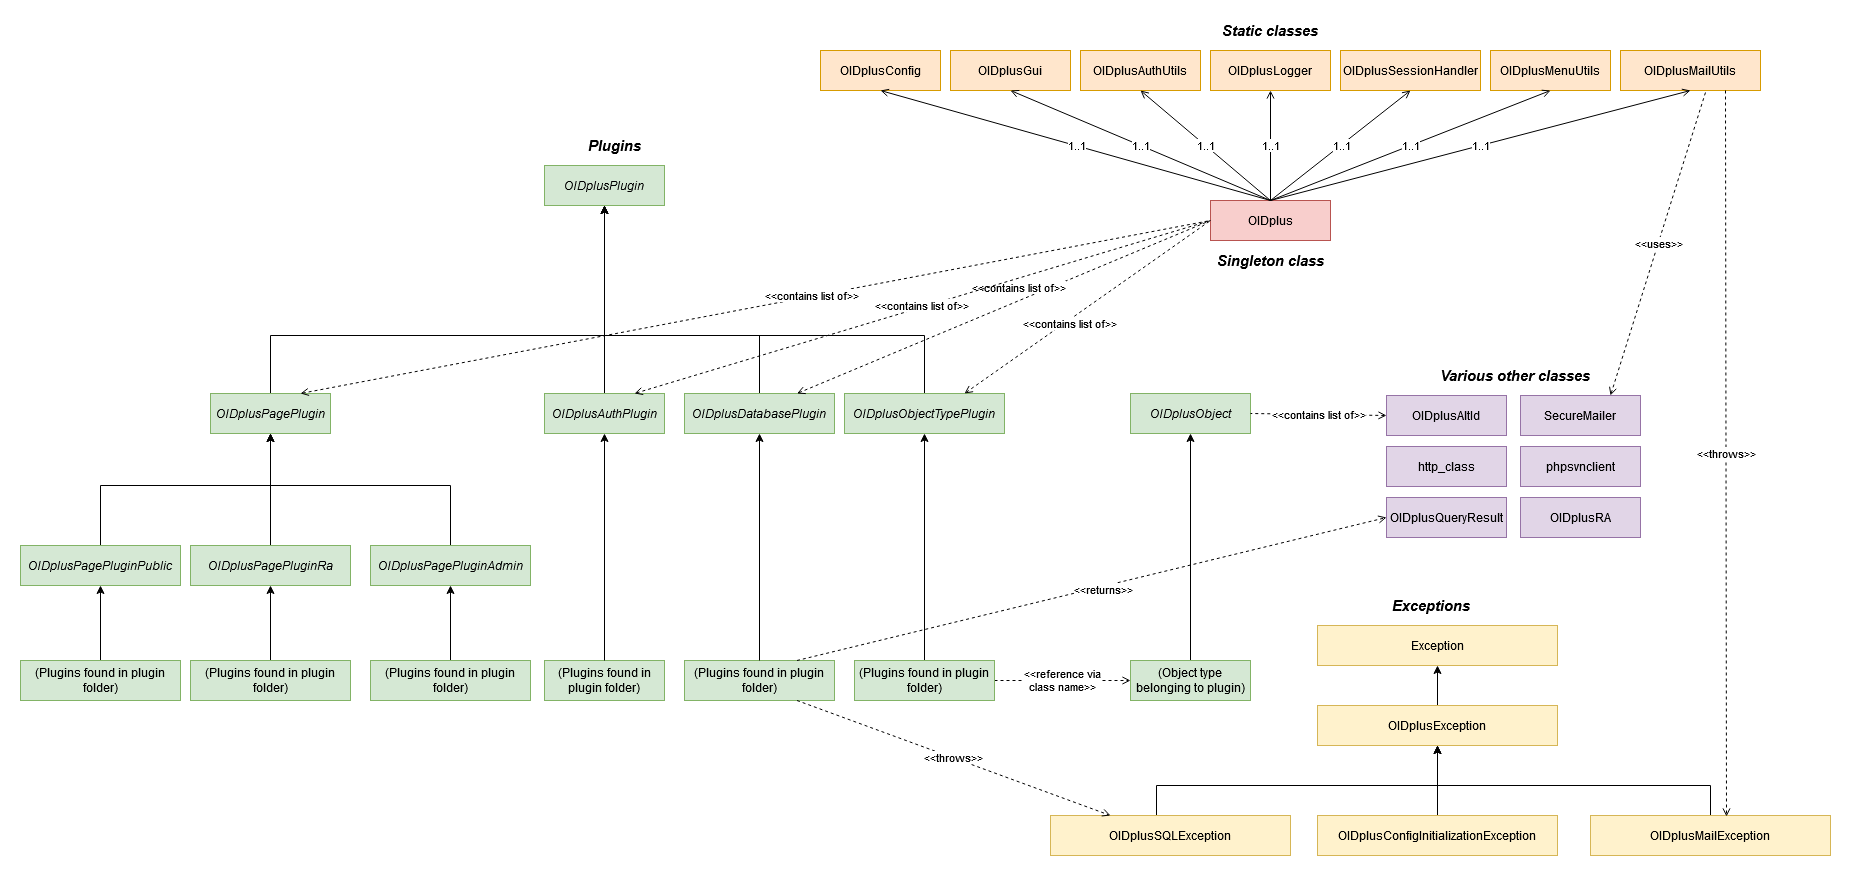 Static classes
OIDplusConfig
OIDplusGui
OIDplusAuthUtils
OIDplusLogger
OIDplusSessionHandler
OIDplusMenuUtils
OIDplusMailUtils
1..1
1..1
1..1
1..1
1..1
1..1
1..1
Plugins
OIDplusPlugin
OIDplus
Singleton class
<<uses>>
<<contains list of>>
<<contains list of>>
<<contains list of>>
<<contains list of>>
Various other classes
OIDplusPagePlugin
OIDplusAuthPlugin
OIDplusDatabasePlugin
OIDplusObjectTypePlugin
OIDplusObject
<<contains list of>>
OIDplusAltId
SecureMailer
<<throws>>
http_class
phpsvnclient
OIDplusQueryResult
OIDplusRA
OIDplusPagePluginPublic
OIDplusPagePluginRa
OIDplusPagePluginAdmin
<<returns>>
Exceptions
Exception
(Plugins found in plugin
folder)
(Plugins found in plugin
folder)
(Plugins found in plugin
folder)
(Plugins found in
plugin folder)
(Plugins found in plugin
folder)
(Plugins found in plugin
folder)
<<reference via
class name>>
(Object type
belonging to plugin)
OIDplusException
<<throws>>
OIDplusSQLException
OIDplusConfigInitializationException
OIDplusMailException